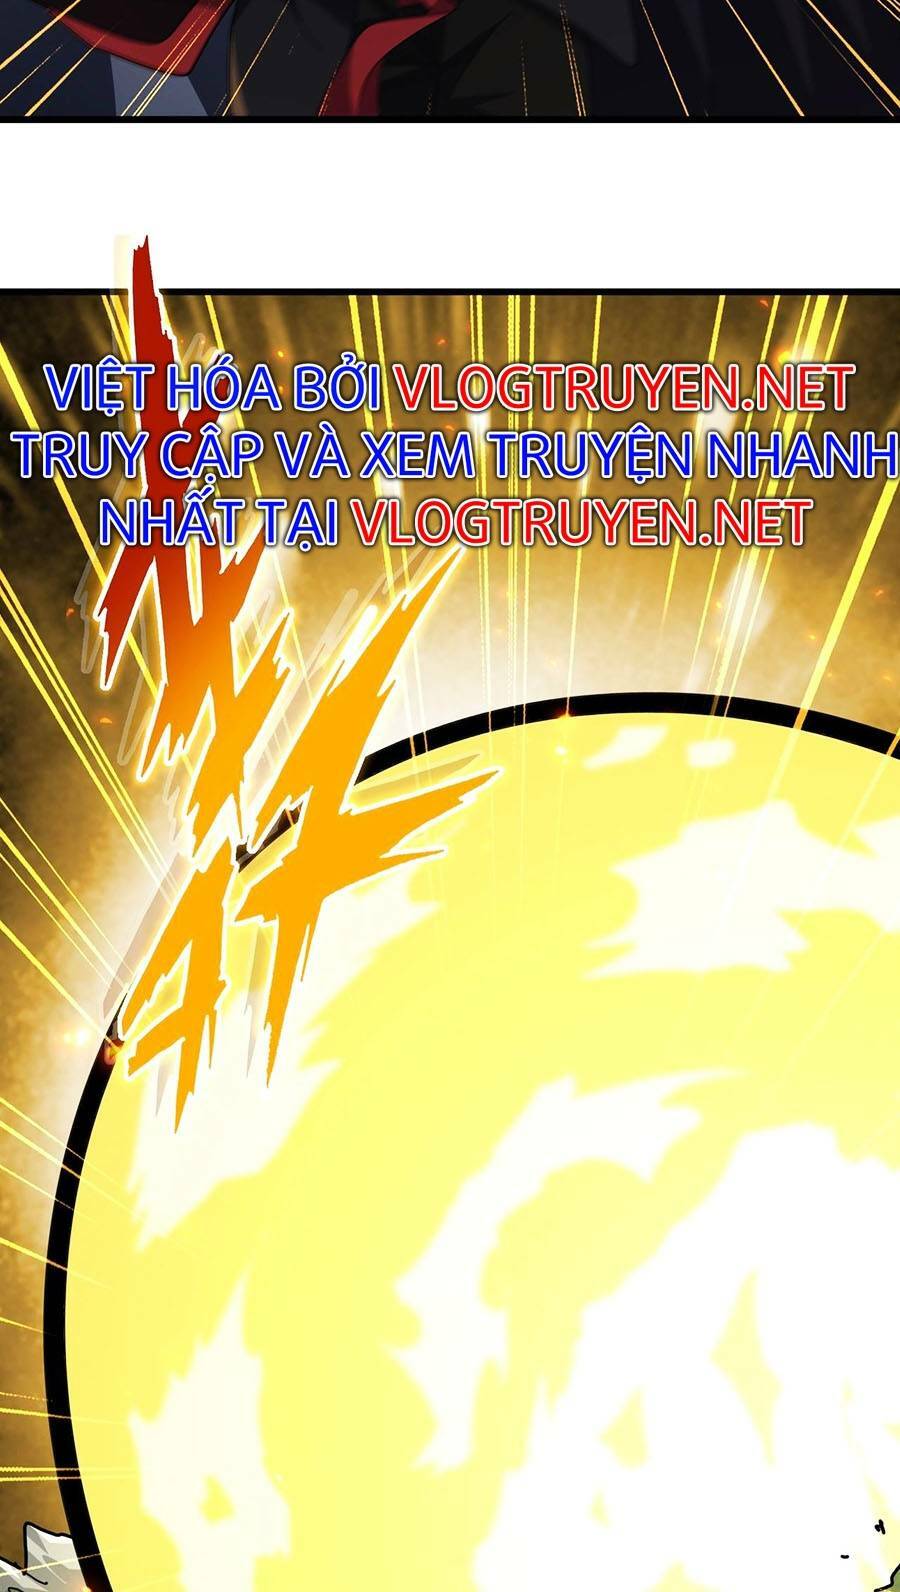 VIỆT HÓA BỞI VLOGTRUYEN.NET
TRUY CẬP VÀ XEM TRUYỆN NHANH
NHẤT TẠI VLOGTRUYEN.NET